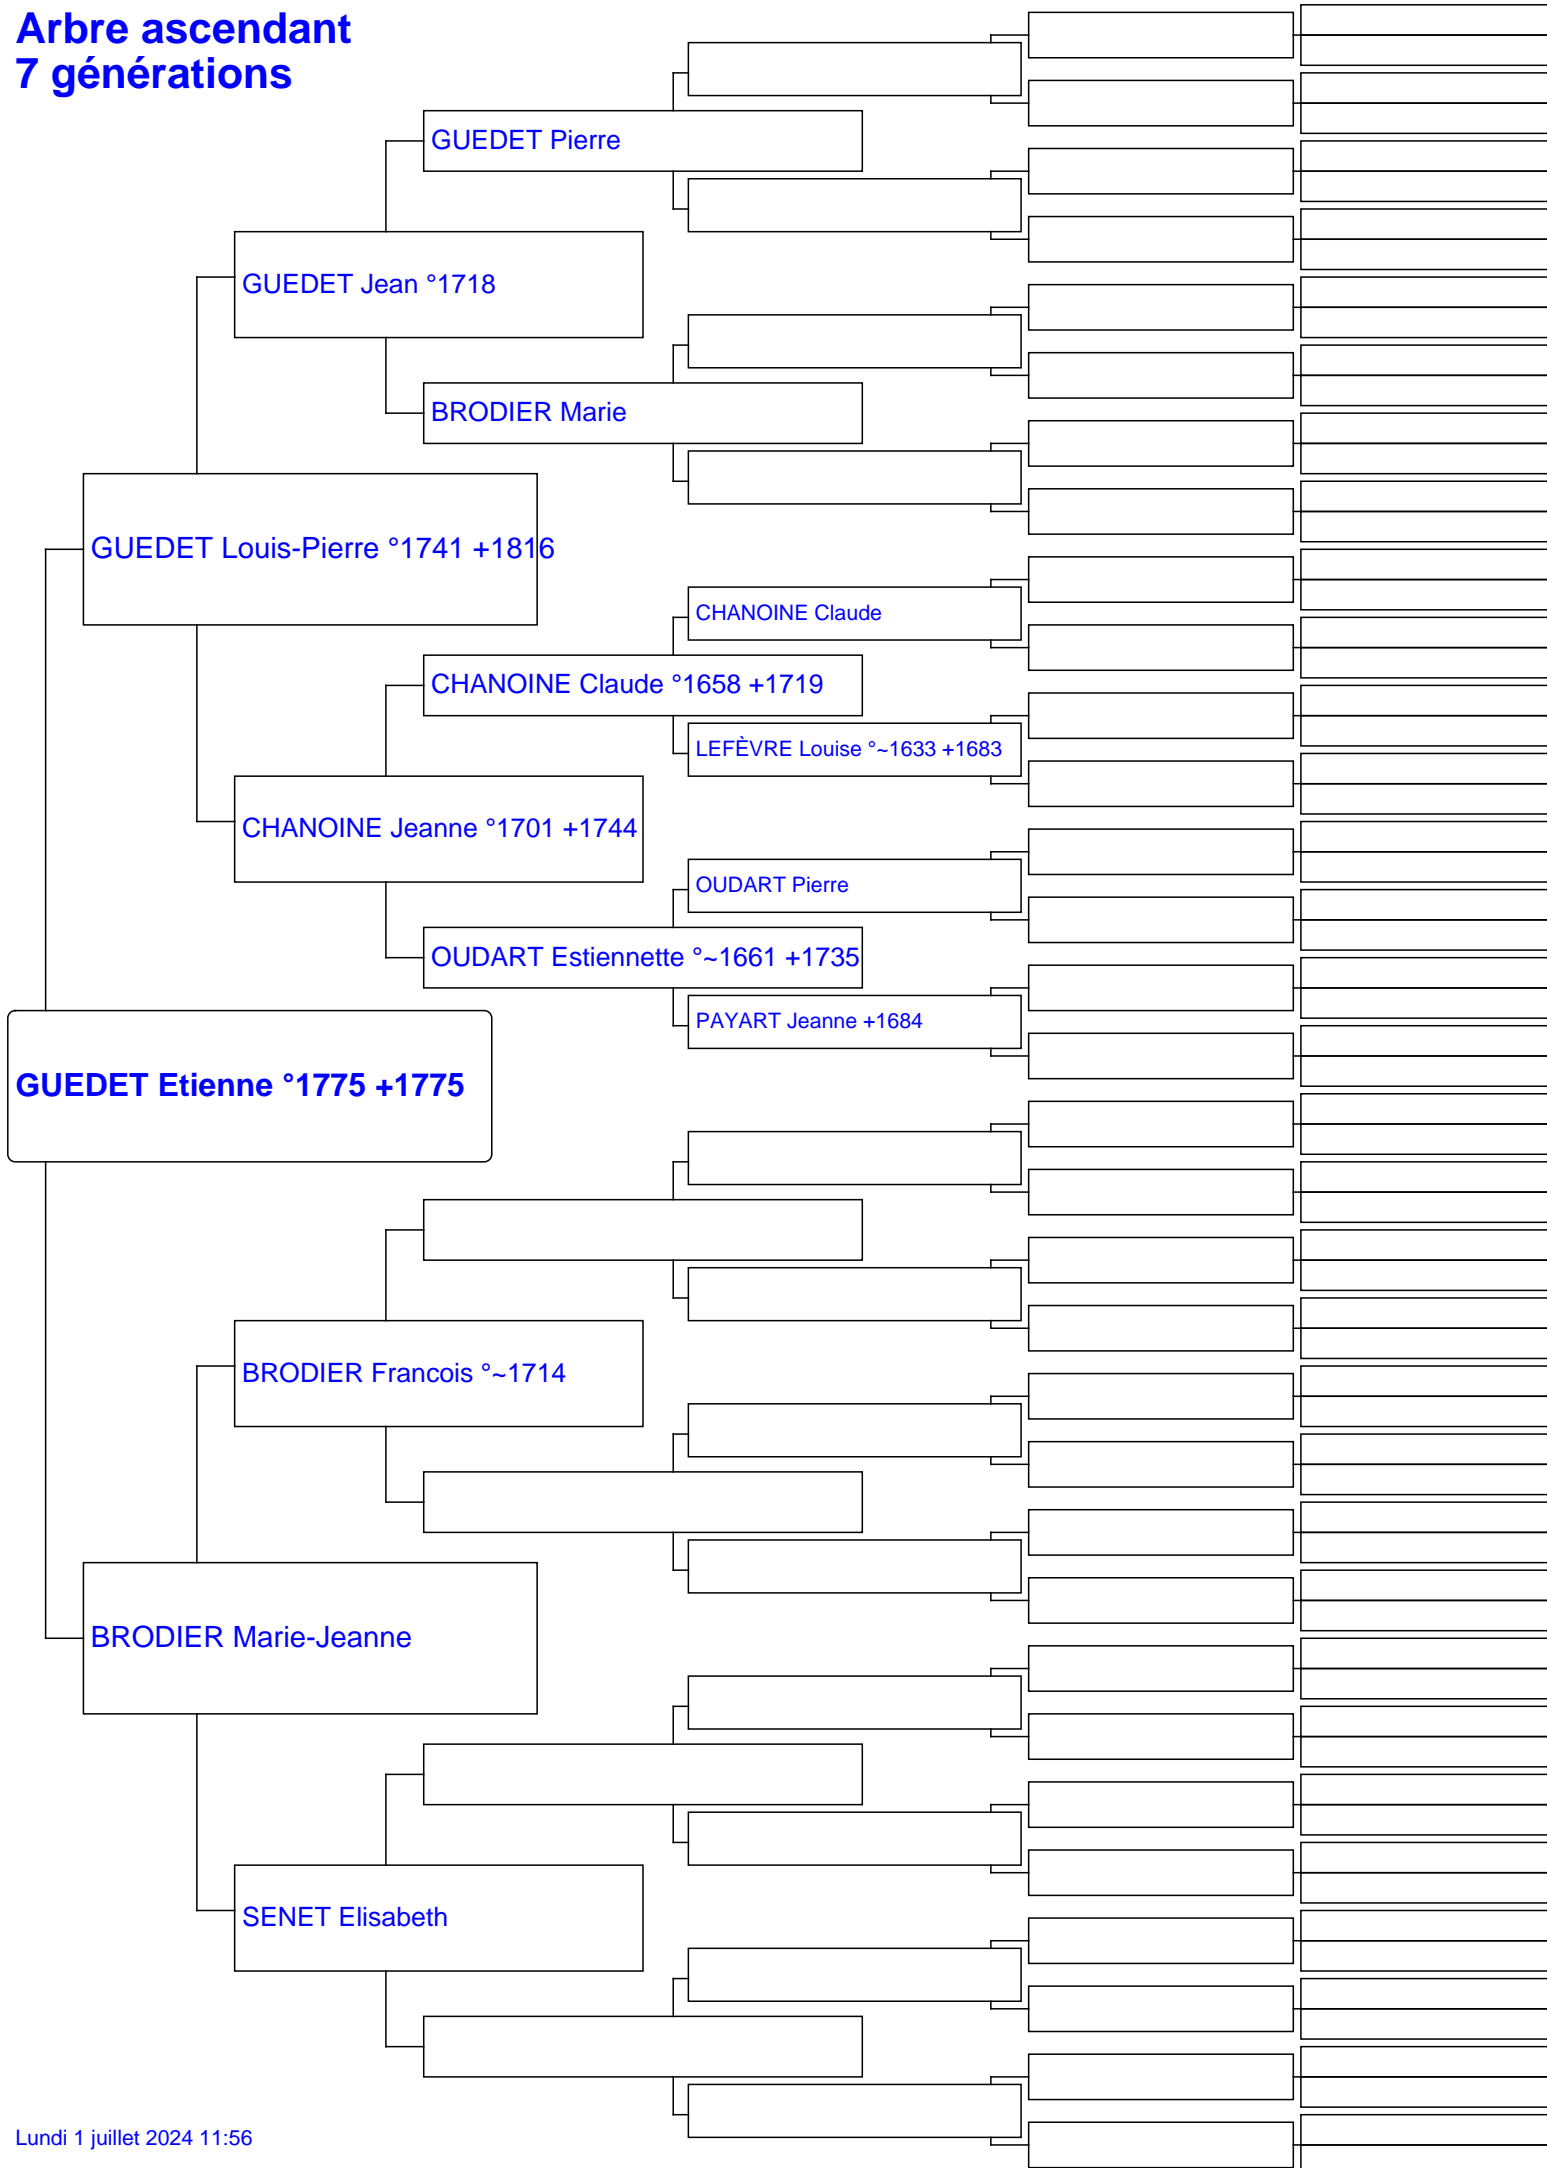 Arbre ascendant
7 générations
GUEDET Pierre
GUEDET Jean °1718
BRODIER Marie
GUEDET Louis-Pierre °1741 +1816
CHANOINE Claude
CHANOINE Claude °1658 +1719
LEFÈVRE Louise °~1633 +1683
CHANOINE Jeanne °1701 +1744
OUDART Pierre
OUDART Estiennette °~1661 +1735
PAYART Jeanne +1684
GUEDET Etienne °1775 +1775
BRODIER Francois °~1714
BRODIER Marie-Jeanne
SENET Elisabeth
Lundi 1 juillet 2024 11:56